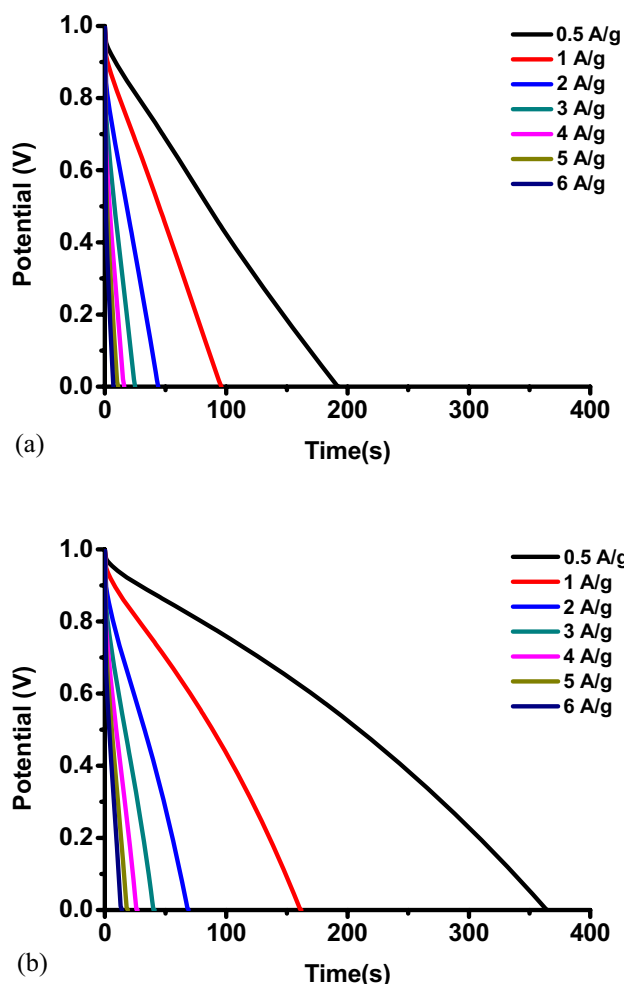 1.0
0.8
0.6
0.4
0.2
0.0
Potential (V)
0.5 A/g
1 A/g
2 A/g
3 A/g
4 A/g
5 A/g
6 A/g
0 100 200 300 400
Time(s)
(a)
1.0
0.8
0.6
0.4
0.2
0.0
Potential (V)
0.5 A/g
1 A/g
2 A/g
3 A/g
4 A/g
5 A/g
6 A/g
0 100 200 300 400
Time(s)
(b)